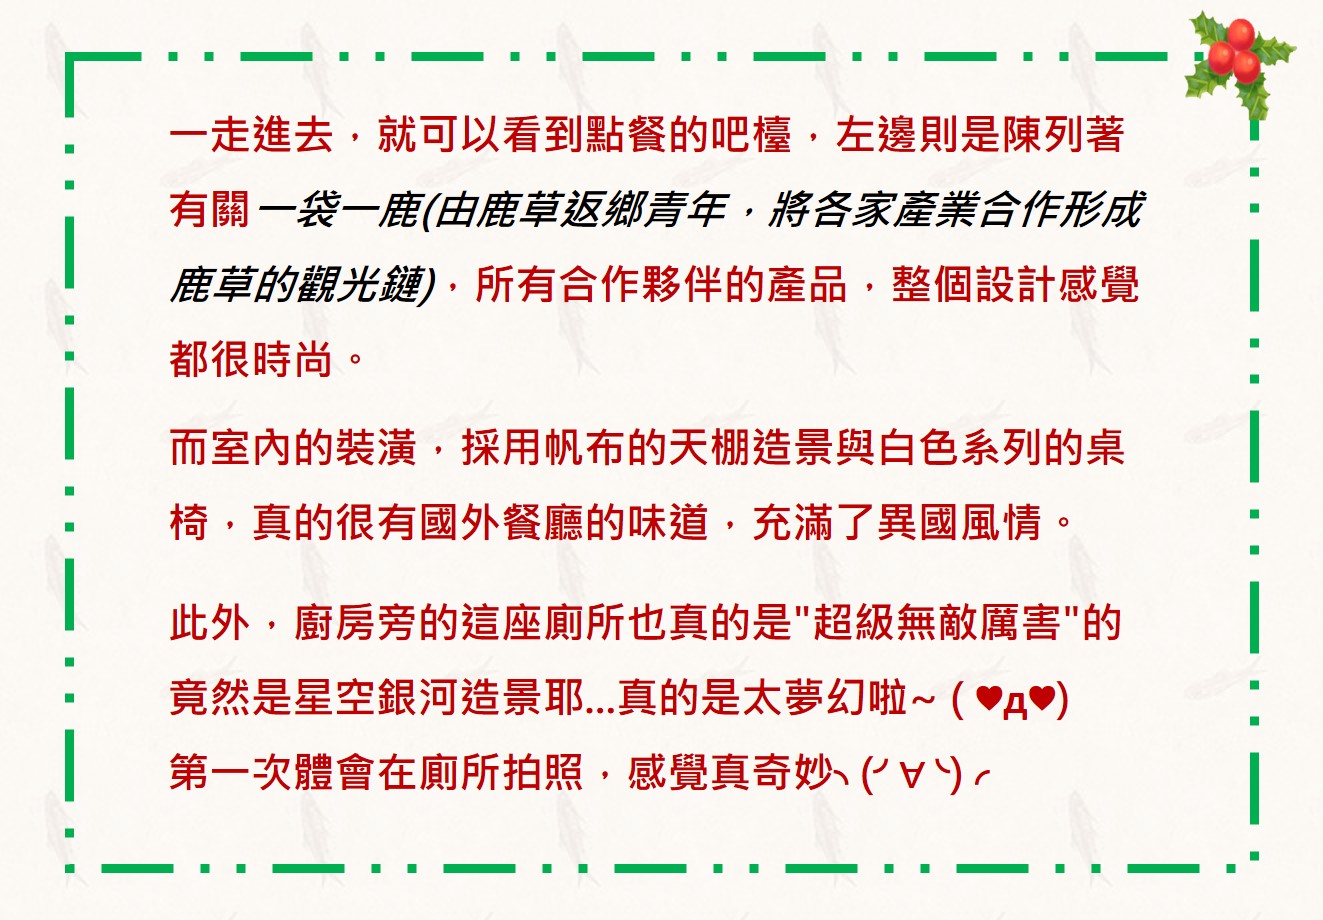 一走進去，就可以看到點餐的吧檯，左邊則是陳列著
有關一袋一鹿(由鹿草返鄉青年，將各家產業合作形成
鹿草的觀光鏈)，所有合作夥伴的產品，整個設計感覺
都很時尚。
而室內的裝潢，採用帆布的天棚造景與白色系列的桌
椅，真的很有國外餐廳的味道，充滿了異國風情。
此外，廚房旁的這座廁所也真的是"超級無敵厲害"的
竟然是星空銀河造景耶...真的是太夢幻啦~ ( ♥д♥)
第一次體會在廁所拍照，感覺真奇妙╮(╯∀╰)╭